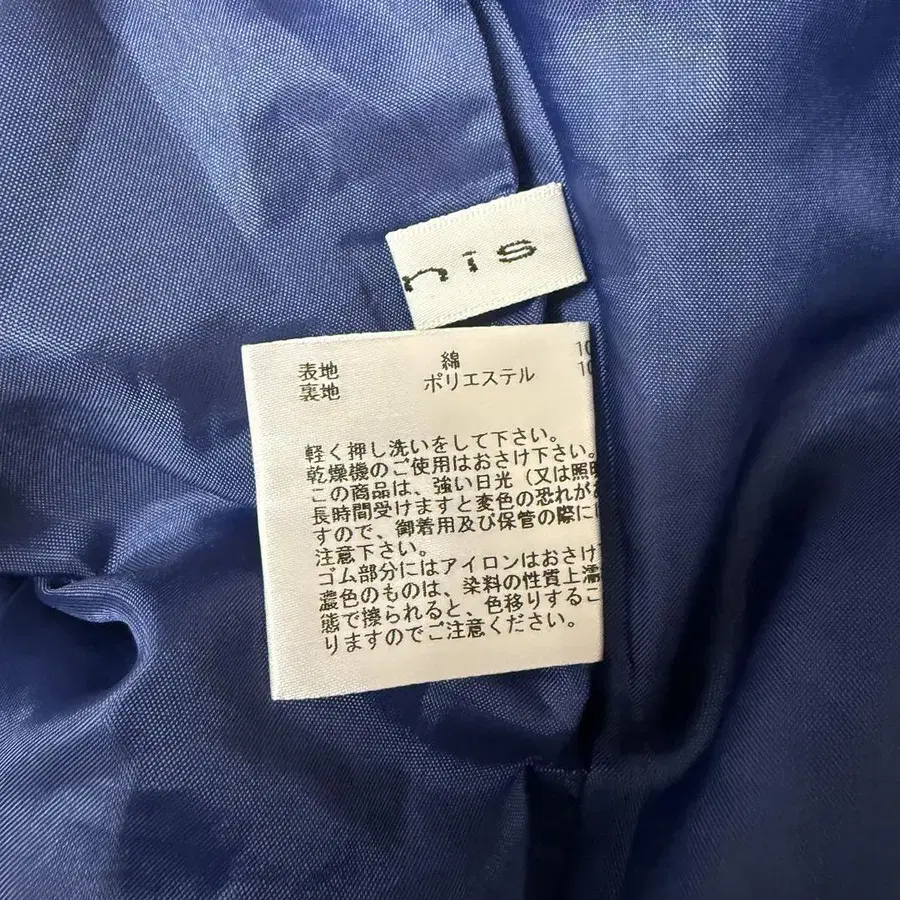 nis
表地 綿 10
裏地 ポリエステル 10
軽く押し洗いをして下さい。
乾燥機のご使用はおさけ下さい。
この商品は、強い日光（又は照明
長時間受けますと変色の恐れがあ
すので、御着用及び保管の際に
注意下さい。
ゴム部分にはアイロンはおさけ
濃色のものは、染料の性質上濡
態で擦られると、色移りするこ
りますのでご注意ください。